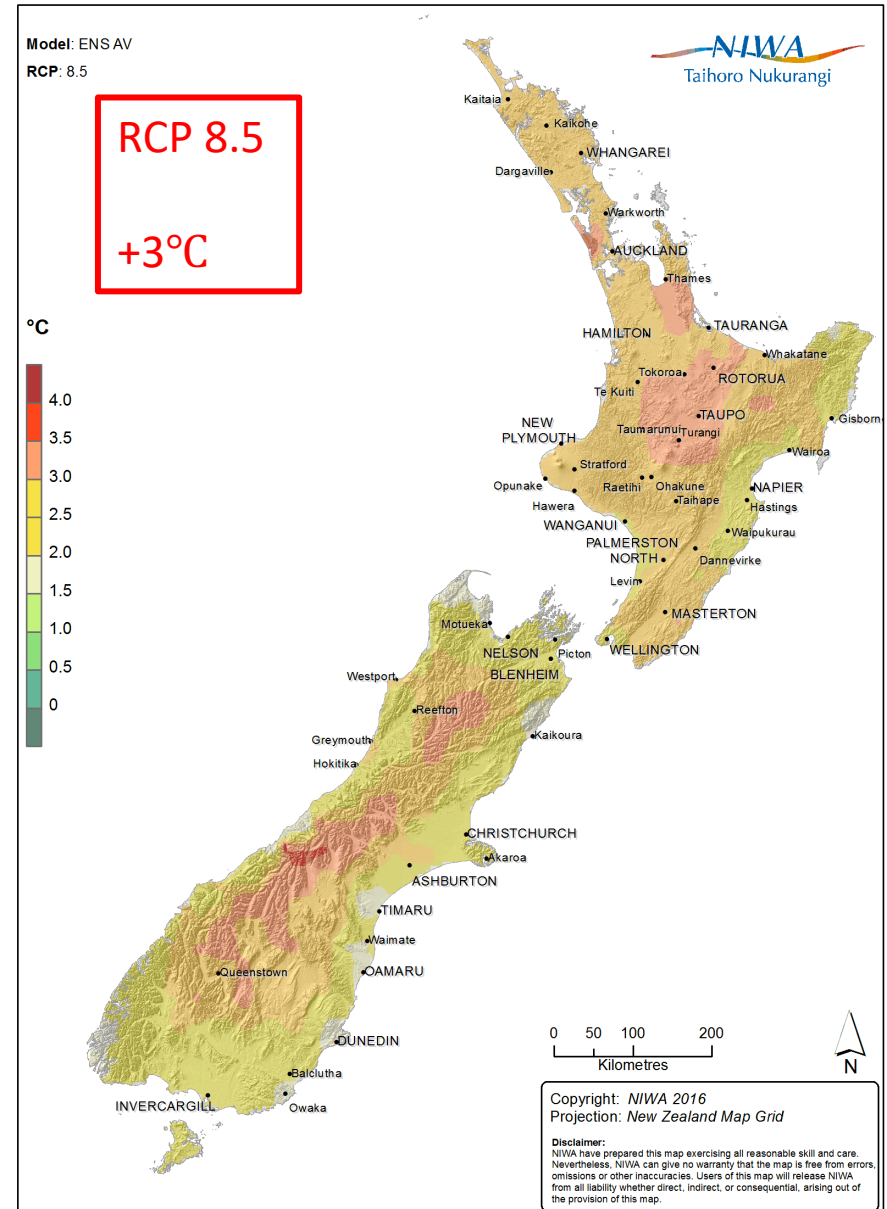 Model: ENS AV
RCP: 8.5
NIWA
Taihoro Nukurangi
RCP 8.5
+3℃
°C
4.0
3.5
3.0
2.5
2.0
1.5
1.0
0.5
0
Kaitaia
Kaikohe
WHANGAREI
Dargaville
Warkworth
AUCKLAND
Thames
TAURANGA
HAMILTON
Whakatane
Tokoroa
ROTORUA
Te Kuiti
TAUPO
Gisborne
NEW
PLYMOUTH
Taumarunui
Turangi
Wairoa
Stratford
Opunake
Raetihi
Ohakune
NAPIER
Hawera
Taihape
Hastings
WANGANUI
Waipukurau
PALMERSTON
NORTH
Dannevirke
Levin
MASTERTON
Motueka
NELSON
Picton
WELLINGTON
BLENHEIM
Westport
Reefton
Greymouth
Kaikoura
Hokitika
CHRISTCHURCH
Akaroa
ASHBURTON
TIMARU
Waimate
Queenstown
OAMARU
DUNEDIN
Balclutha
INVERCARGILL
Owaka
0 50 100 200
Kilometres
N
Copyright: NIWA 2016
Projection: New Zealand Map Grid
Disclaimer:
NIWA have prepared this map exercising all reasonable skill and care.
Nevertheless, NIWA can give no warranty that the map is free from errors,
omissions or other inaccuracies. Users of this map will release NIWA
from all liability whether direct, indirect, or consequential, arising out of
the provision of this map.